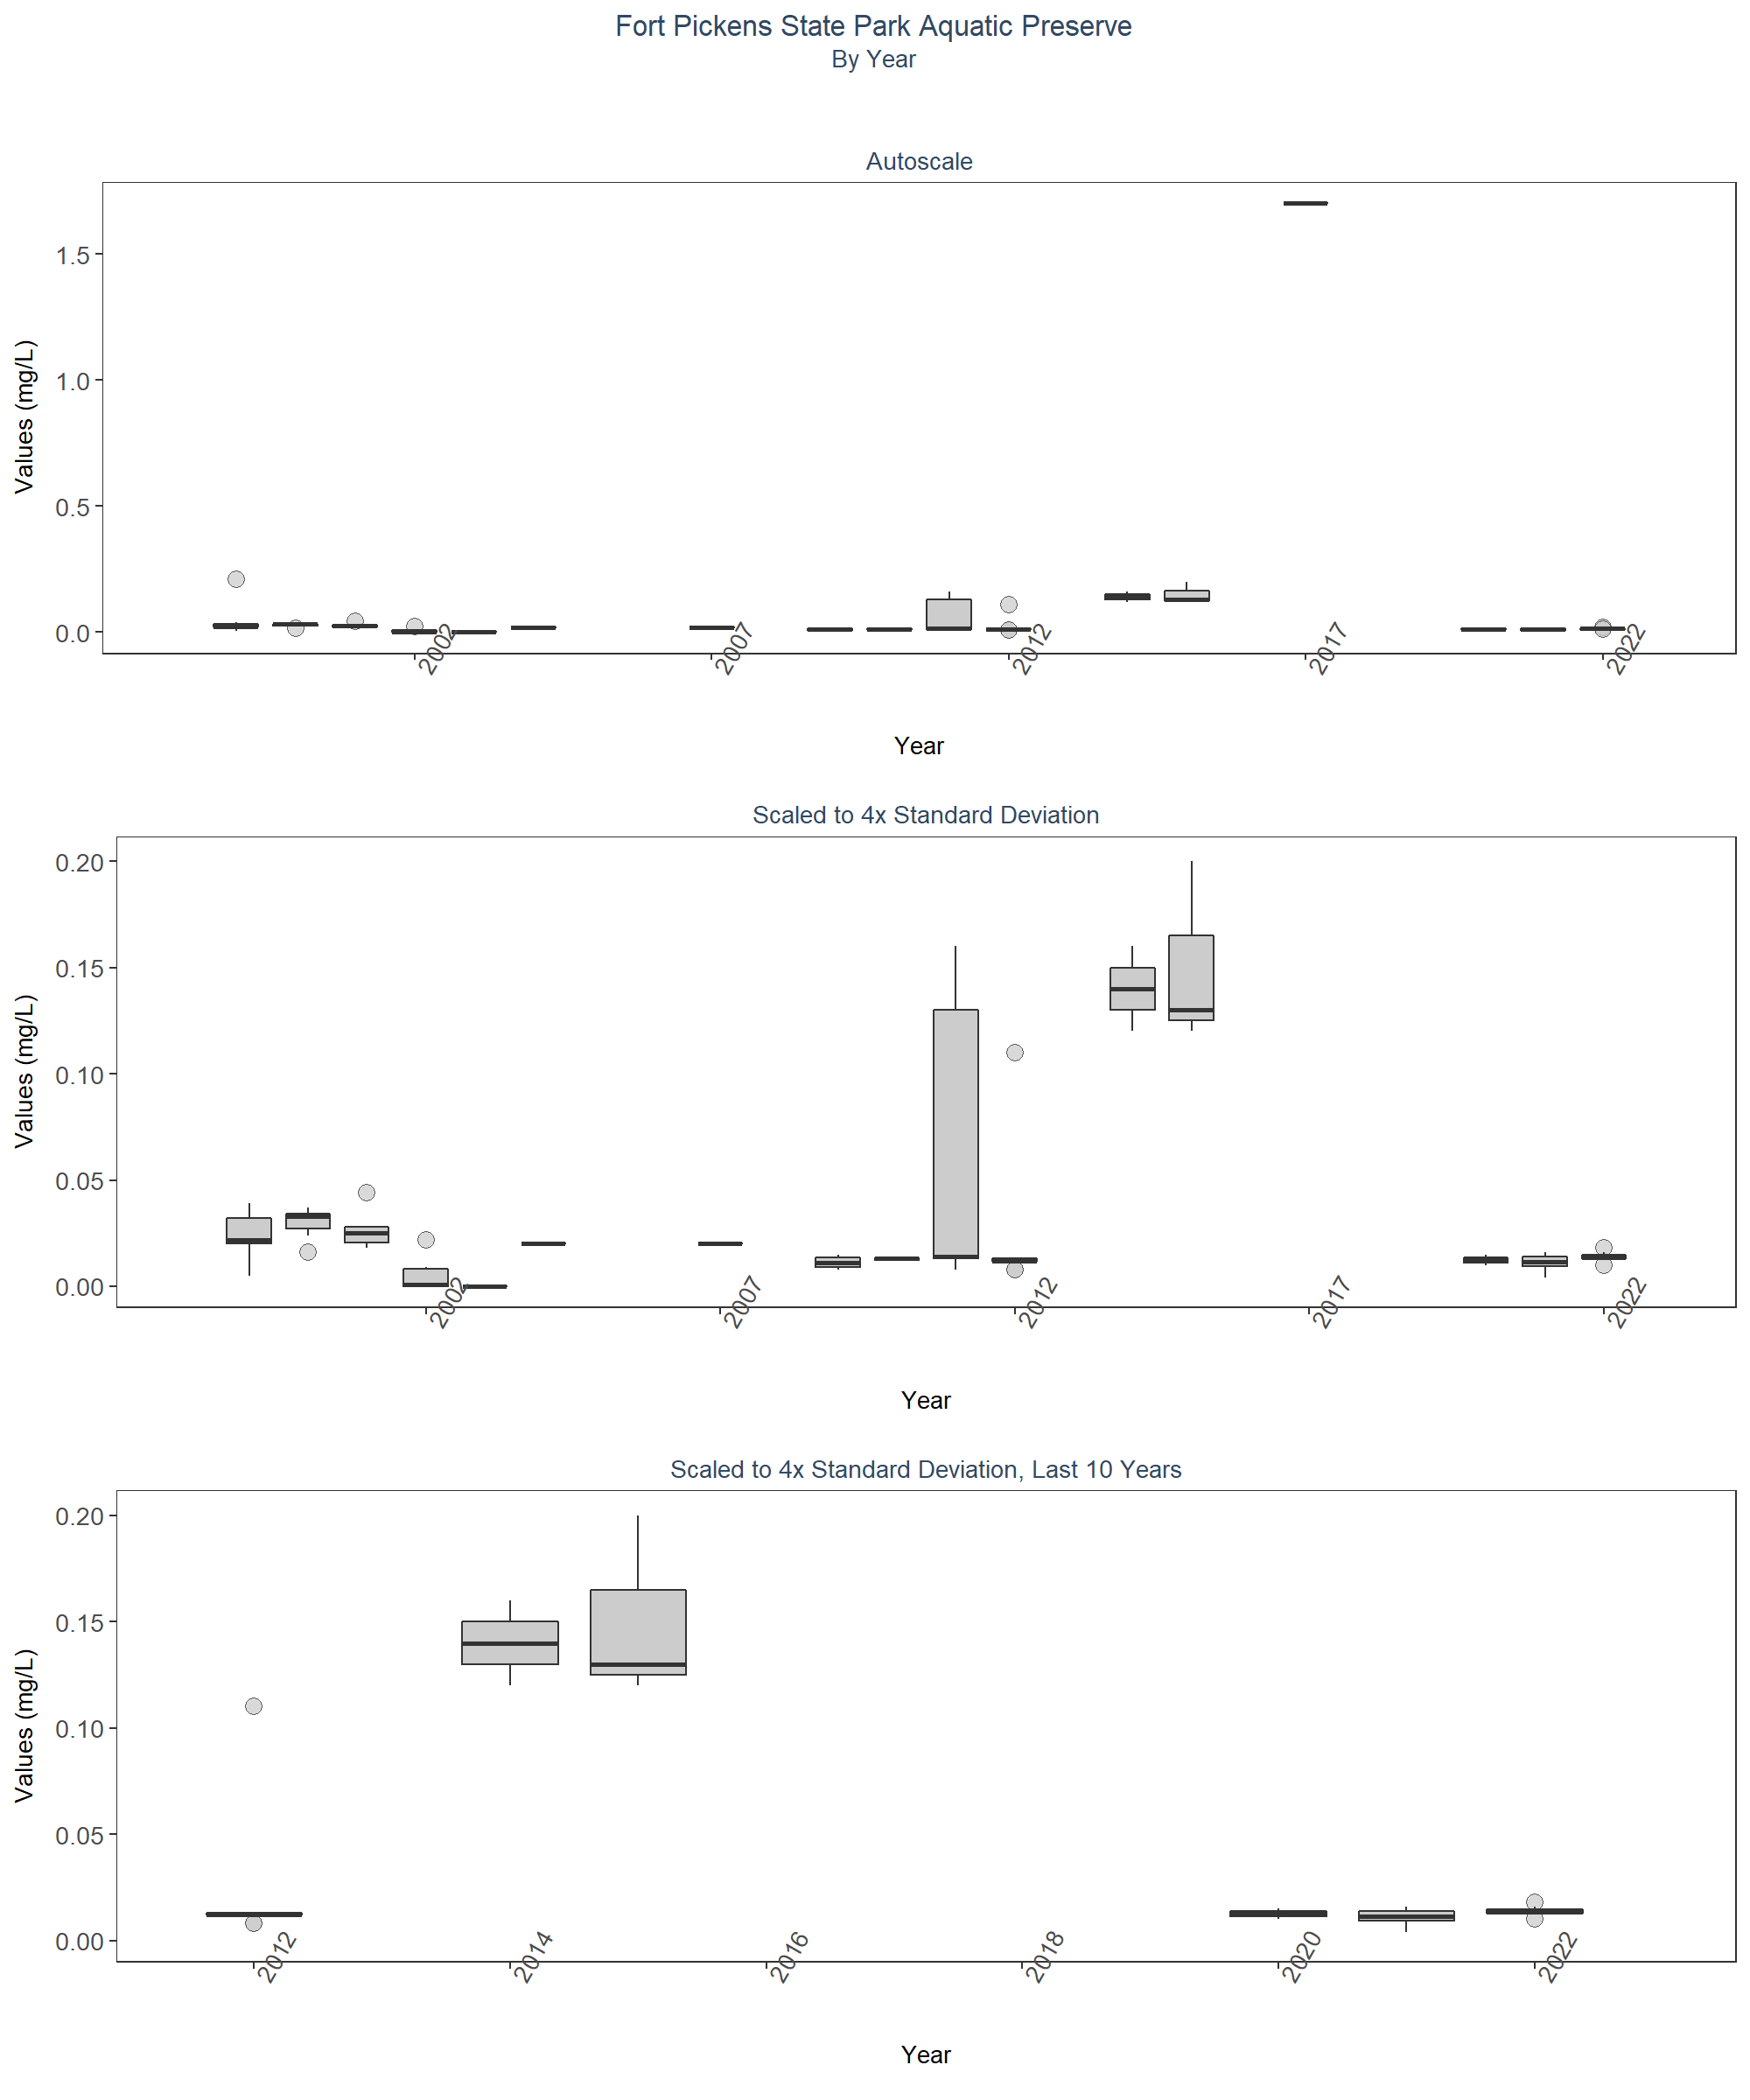 Fort Pickens State Park Aquatic Preserve
By Year
Autoscale
Values (mg/L)
1.5
1.0
0.5
0.0
2002 2007 2012 2017 2022
Year
Scaled to 4x Standard Deviation
Values (mg/L)
0.20
0.15
0.10
0.05
0.00
2002 2007 2012 2017 2022
Year
Scaled to 4x Standard Deviation, Last 10 Years
Values (mg/L)
0.20
0.15
0.10
0.05
0.00
2012 2014 2016 2018 2020 2022
Year